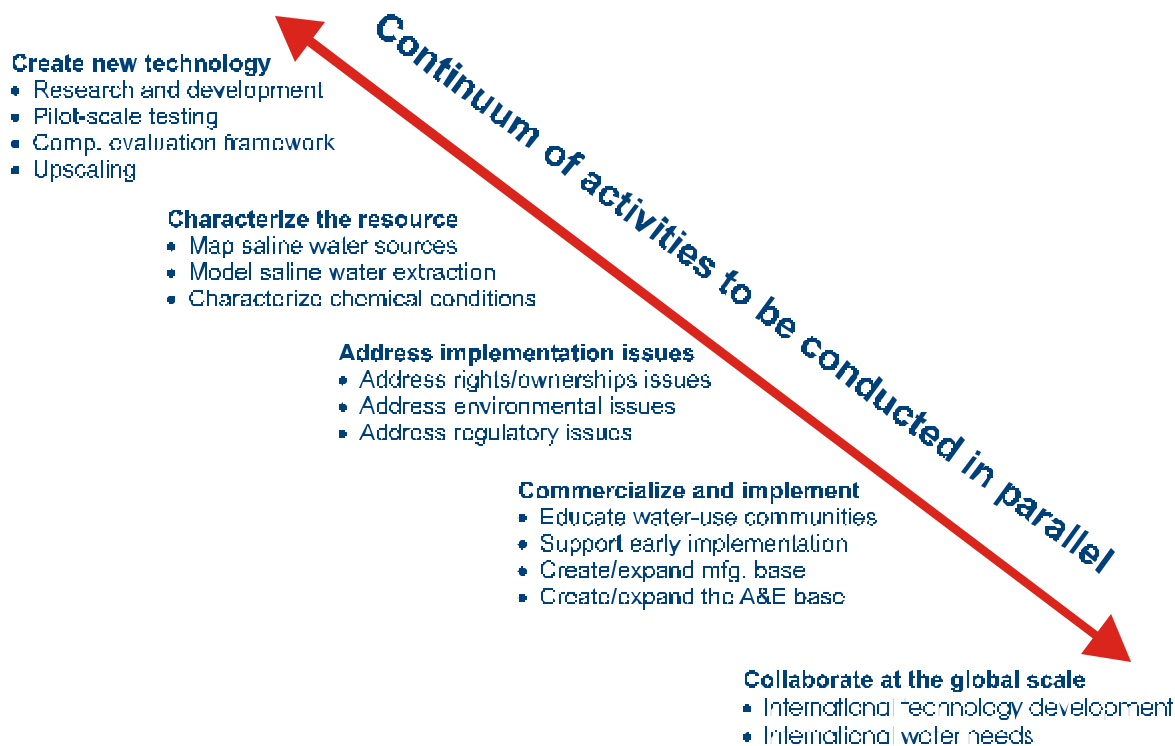 Continuum of activities to be conducted in parallel
Create new technology
• Research and development
• Pilot-scale testing
• Comp. evaluation framework
• Upscaling
Characterize the resource
• Map saline water sources
• Model saline water extraction
• Characterize chemical conditions
Address implementation issues
• Address rights/ownerships issues
• Address environmental issues
• Address regulatory issues
Commercialize and implement
• Educate water-use communities
• Support early implementation
• Create/expand mfg. base
• Create/expand the A&E base
Collaborate at the global scale
• International technology development
• International water needs